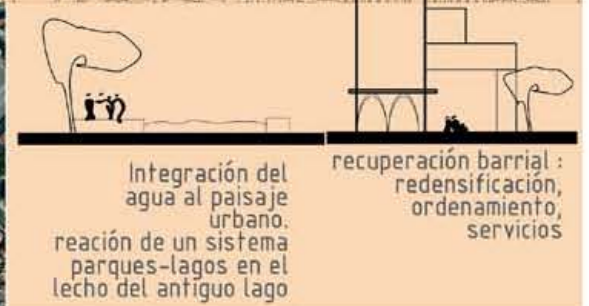 Integración del
agua al paisaje
urbano.
reación de un sistema
parques-lagos en el
lecho del antiguo lago
recuperación barrial :
redensificación,
ordenamiento,
servicios